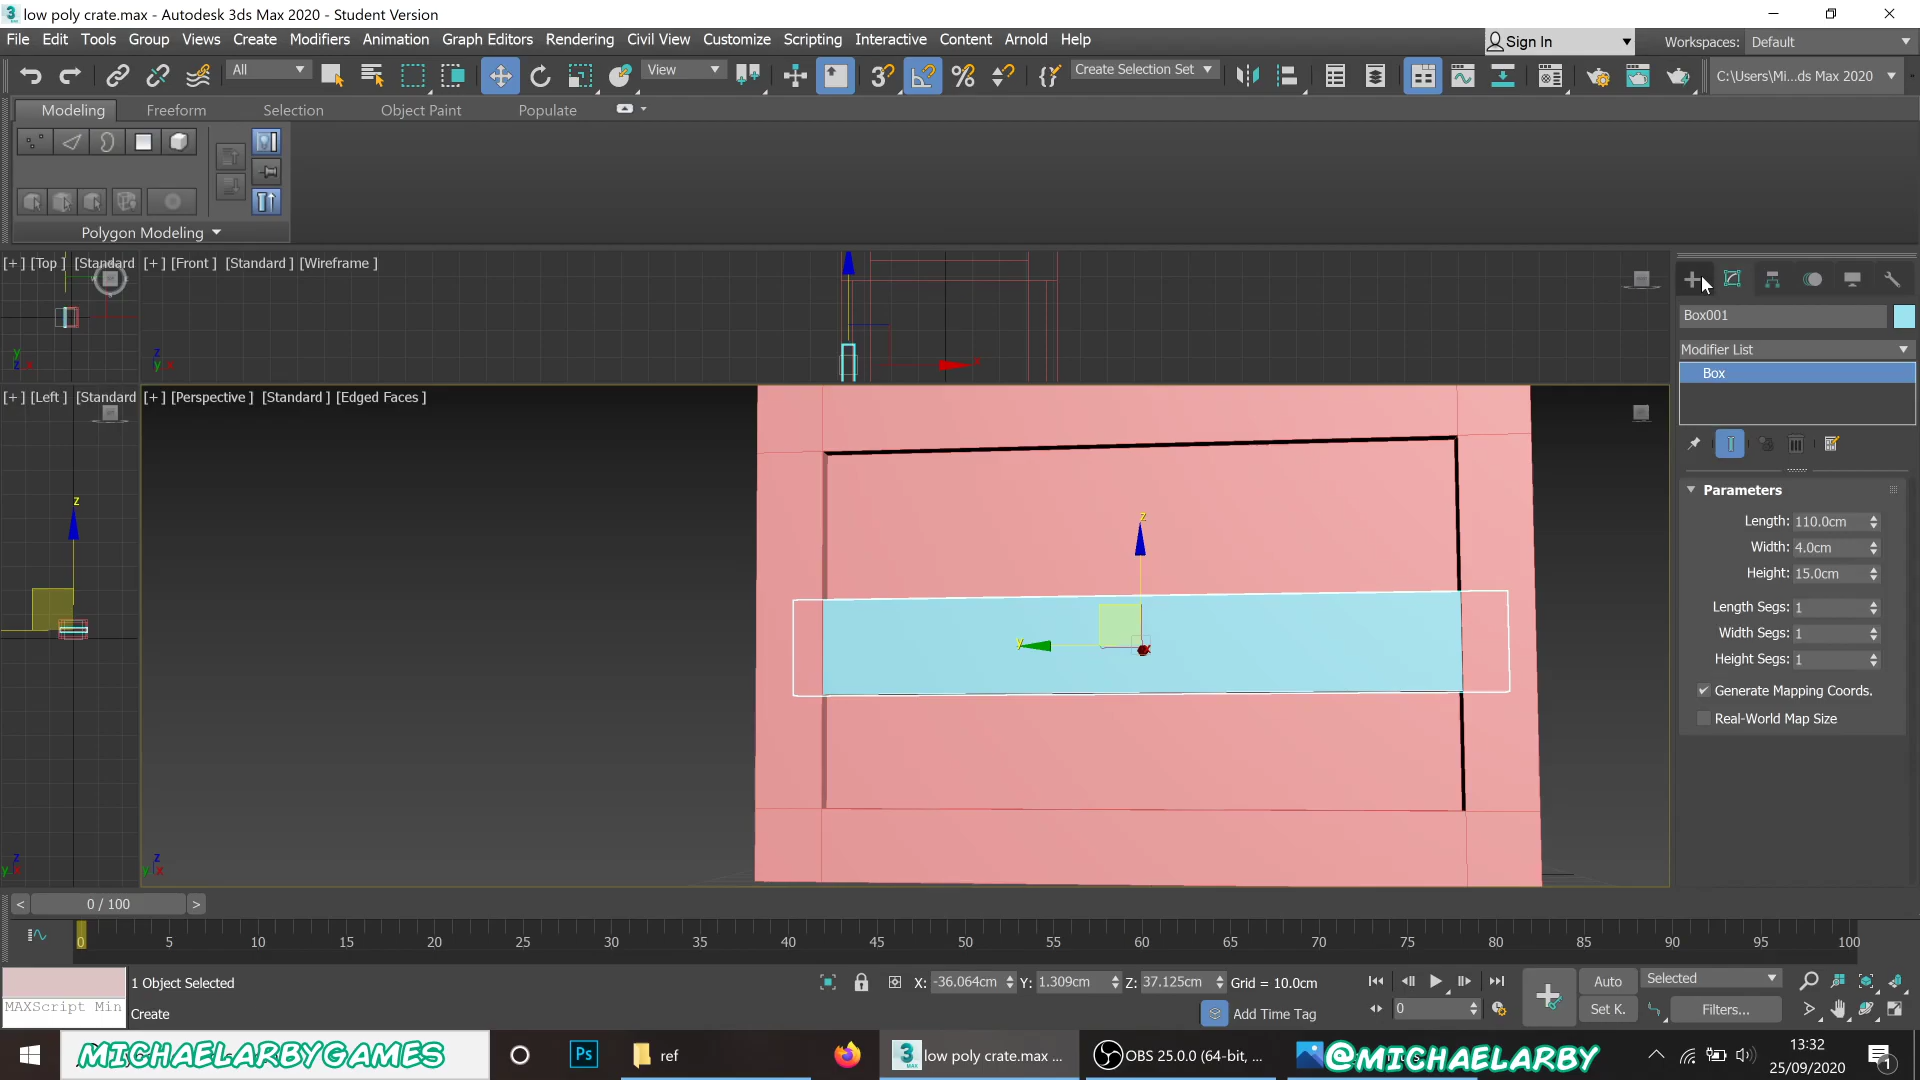 low poly crate.max - Autodesk 3ds Max 2020 - Student Version
File Edit Tools Group Views Create Modifiers Animation Graph Editors Rendering Civil View Customize Scripting Interactive Content Arnold Help
Sign In
Workspaces: Default
All
View
Create Selection Set
C:\Users\Mi...ds Max 2020
Modeling Freeform Selection Object Paint Populate
Polygon Modeling
[+] [Top ] [Standard
[+] [Front ] [Standard ] [Wireframe ]
Box001
Modifier List
Box
[+] [Left ] [Standard
[+] [Perspective ] [Standard ] [Edged Faces ]
Parameters
Length: 110.0cm
Width: 4.0cm
Height: 15.0cm
Length Segs: 1
Width Segs: 1
Height Segs: 1
Generate Mapping Coords.
Real-World Map Size
< 0 / 100 >
0 5 10 15 20 25 30 35 40 45 50 55 60 65 70 75 80 85 90 95 100
1 Object Selected
X: -36.064cm Y: 1.309cm Z: 37.125cm Grid = 10.0cm
Auto Selected
MAXScript Min
Create
Add Time Tag
0
Set K. Filters...
MICHAELARBYGAMES
Ps
ref
3
MAX
low poly crate.max ...
OBS 25.0.0 (64-bit, ...
@MICHAELARBY
13:32
25/09/2020
1